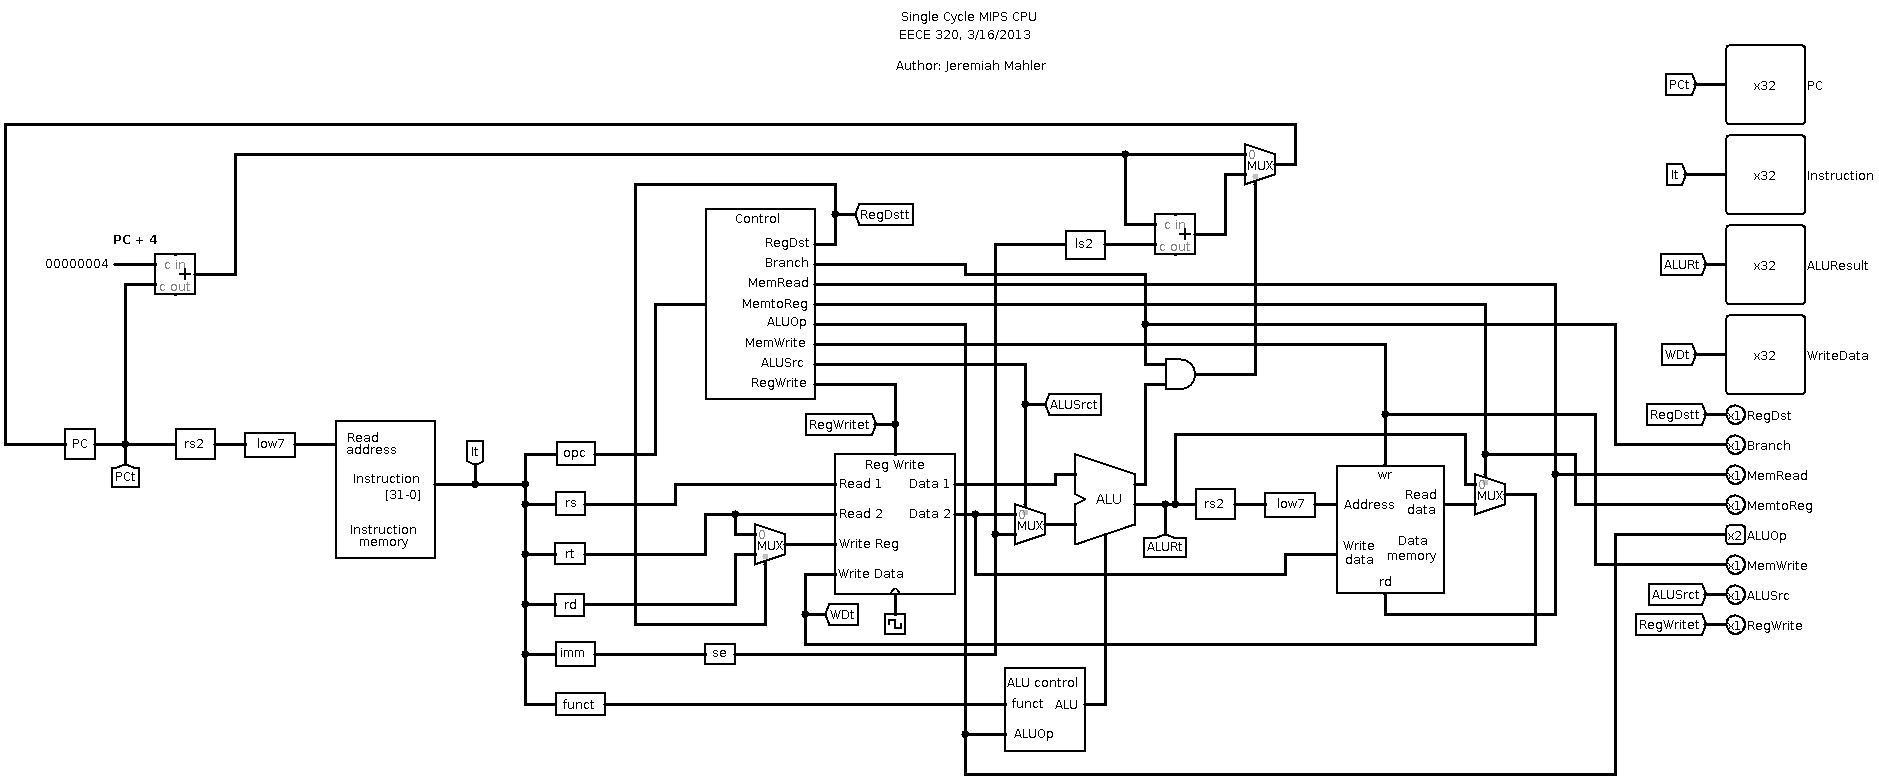 Single Cycle MIPS CPU
EECE 320, 3/16/2013
Author: Jeremiah Mahler
PCt
x32
PC
It
x32
Instruction
ALURt
x32
ALUResult
WDt
x32
WriteData
RegDstt
x1
RegDst
x1
Branch
x1
MemRead
x1
MemtoReg
x2
ALUOp
x1
MemWrite
ALUSrct
x1
ALUSrc
RegWritet
x1
RegWrite
PC + 4
00000004
c in
+
c out
PC
PCt
rs2
low7
Read
address
Instruction
[31-0]
Instruction
memory
It
opc
rs
rt
rd
imm
funct
se
Control
RegDst
Branch
MemRead
MemtoReg
ALUOp
MemWrite
ALUSrc
RegWrite
RegDstt
RegWritet
ALUSrct
0
MUX
Reg Write
Read 1
Data 1
Read 2
Data 2
Write Reg
Write Data
WDt
0
MUX
ALU
ALURt
ALU control
funct
ALU
ALUOp
ls2
c in
+
c out
0
MUX
rs2
low7
wr
Address
Read
data
Write
data
Data
memory
rd
0
MUX